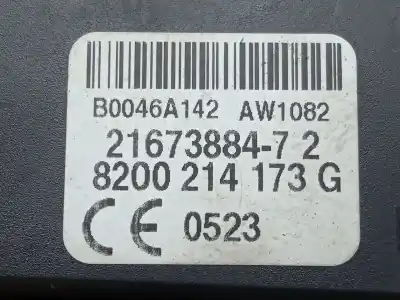 B0046A142 AW1082
21673884-7 2
8200 214 173 G
CE 0523